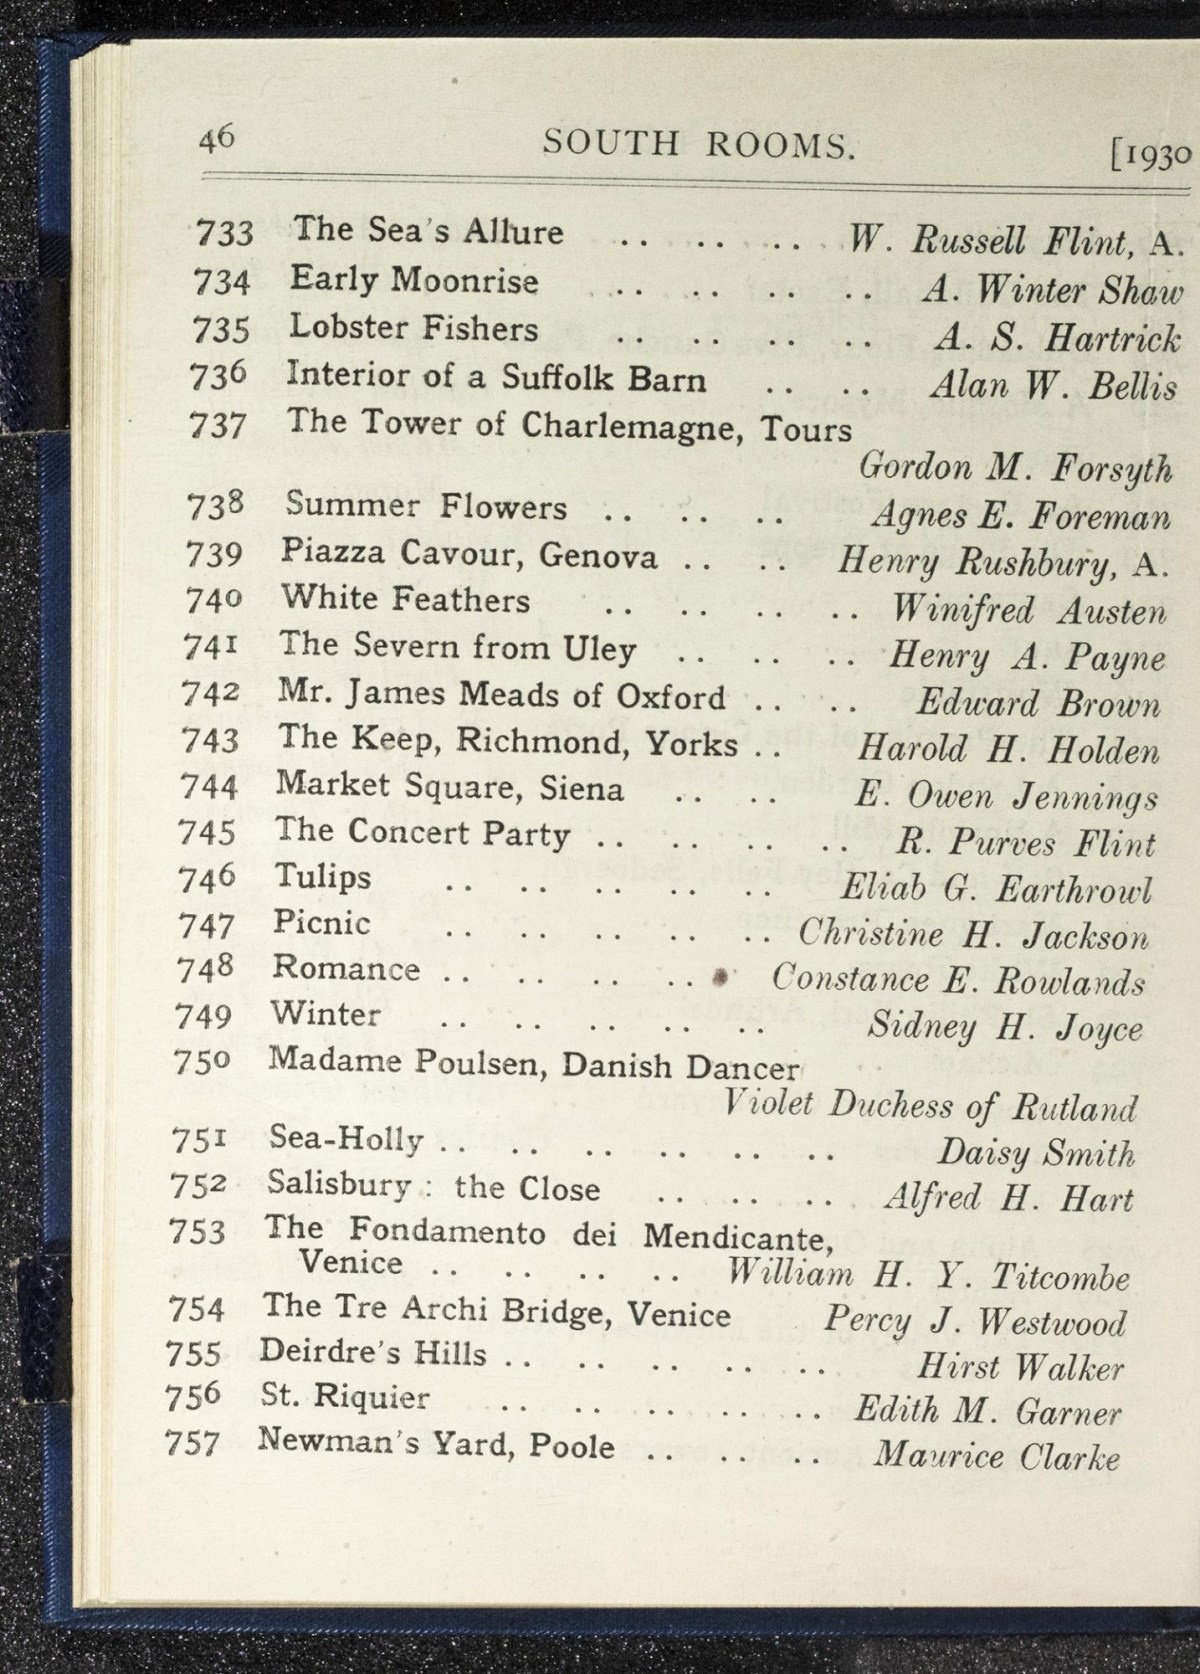 46 SOUTH ROOMS. [1930
733 The Sea's Allure .. .. .. W. Russell Flint, A.
734 Early Moonrise .. .. .. .. A. Winter Shaw
735 Lobster Fishers .. .. .. .. A. S. Hartrick
736 Interior of a Suffolk Barn .. .. Alan W. Bellis
737 The Tower of Charlemagne, Tours
Gordon M. Forsyth
738 Summer Flowers .. .. .. Agnes E. Foreman
739 Piazza Cavour, Genova .. .. Henry Rushbury, A.
740 White Feathers .. .. .. .. Winifred Austen
741 The Severn from Uley .. .. .. Henry A. Payne
742 Mr. James Meads of Oxford .. .. Edward Brown
743 The Keep, Richmond, Yorks .. Harold H. Holden
744 Market Square, Siena .. .. E. Owen Jennings
745 The Concert Party .. .. .. .. R. Purves Flint
746 Tulips .. .. .. .. .. Eliab G. Earthrowl
747 Picnic .. .. .. .. .. Christine H. Jackson
748 Romance .. .. .. .. Constance E. Rowlands
749 Winter .. .. .. .. .. Sidney H. Joyce
750 Madame Poulsen, Danish Dancer
Violet Duchess of Rutland
751 Sea-Holly .. .. .. .. .. .. Daisy Smith
752 Salisbury : the Close .. .. .. Alfred H. Hart
753 The Fondamento dei Mendicante,
Venice .. .. .. .. William H. Y. Titcombe
754 The Tre Archi Bridge, Venice Percy J. Westwood
755 Deirdre's Hills .. .. .. .. .. Hirst Walker
756 St. Riquier .. .. .. .. .. Edith M. Garner
757 Newman's Yard, Poole .. .. .. Maurice Clarke